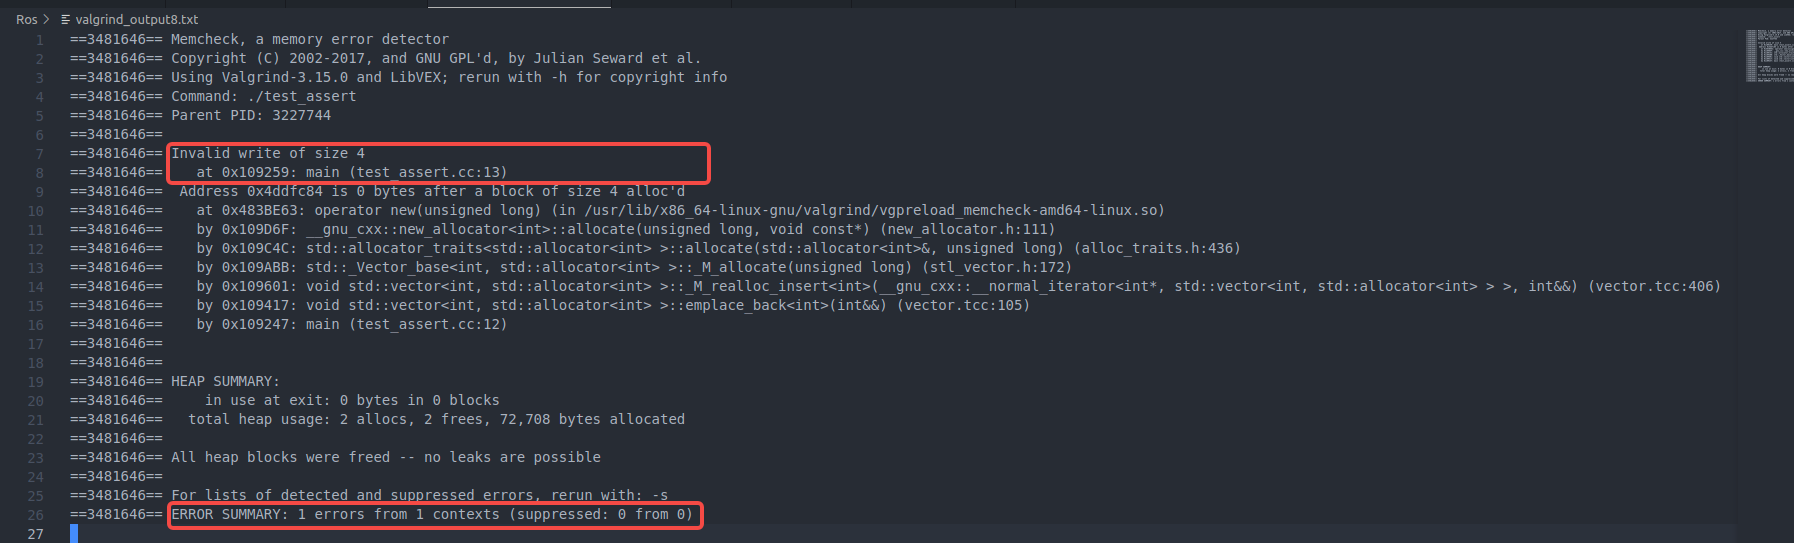 Ros > valgrind_output8.txt
1 ==3481646== Memcheck, a memory error detector
2 ==3481646== Copyright (C) 2002-2017, and GNU GPL'd, by Julian Seward et al.
3 ==3481646== Using Valgrind-3.15.0 and LibVEX; rerun with -h for copyright info
4 ==3481646== Command: ./test_assert
5 ==3481646== Parent PID: 3227744
6 ==3481646==
7 ==3481646== Invalid write of size 4
8 ==3481646==    at 0x109259: main (test_assert.cc:13)
9 ==3481646==  Address 0x4ddfc84 is 0 bytes after a block of size 4 alloc'd
10 ==3481646==    at 0x483BE63: operator new(unsigned long) (in /usr/lib/x86_64-linux-gnu/valgrind/vgpreload_memcheck-amd64-linux.so)
11 ==3481646==    by 0x109D6F: __gnu_cxx::new_allocator<int>::allocate(unsigned long, void const*) (new_allocator.h:111)
12 ==3481646==    by 0x109C4C: std::allocator_traits<std::allocator<int> >::allocate(std::allocator<int>&, unsigned long) (alloc_traits.h:436)
13 ==3481646==    by 0x109ABB: std::_Vector_base<int, std::allocator<int> >::_M_allocate(unsigned long) (stl_vector.h:172)
14 ==3481646==    by 0x109601: void std::vector<int, std::allocator<int> >::_M_realloc_insert<int>(__gnu_cxx::__normal_iterator<int*, std::vector<int, std::allocator<int> > >, int&&) (vector.tcc:406)
15 ==3481646==    by 0x109417: void std::vector<int, std::allocator<int> >::emplace_back<int>(int&&) (vector.tcc:105)
16 ==3481646==    by 0x109247: main (test_assert.cc:12)
17 ==3481646==
18 ==3481646==
19 ==3481646== HEAP SUMMARY:
20 ==3481646==     in use at exit: 0 bytes in 0 blocks
21 ==3481646==   total heap usage: 2 allocs, 2 frees, 72,708 bytes allocated
22 ==3481646==
23 ==3481646== All heap blocks were freed -- no leaks are possible
24 ==3481646==
25 ==3481646== For lists of detected and suppressed errors, rerun with: -s
26 ==3481646== ERROR SUMMARY: 1 errors from 1 contexts (suppressed: 0 from 0)
27